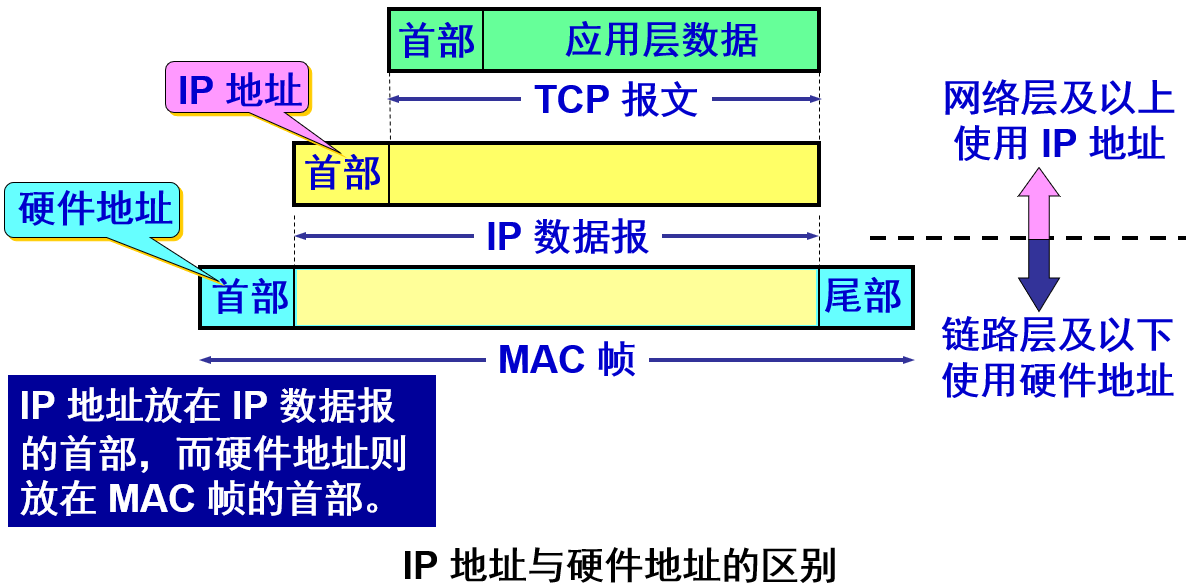 首部 应用层数据
TCP 报文
IP 地址
首部
IP 数据报
硬件地址
首部 尾部
MAC 帧
网络层及以上
使用 IP 地址
链路层及以下
使用硬件地址
IP 地址放在 IP 数据报
的首部，而硬件地址则
放在 MAC 帧的首部。
IP 地址与硬件地址的区别